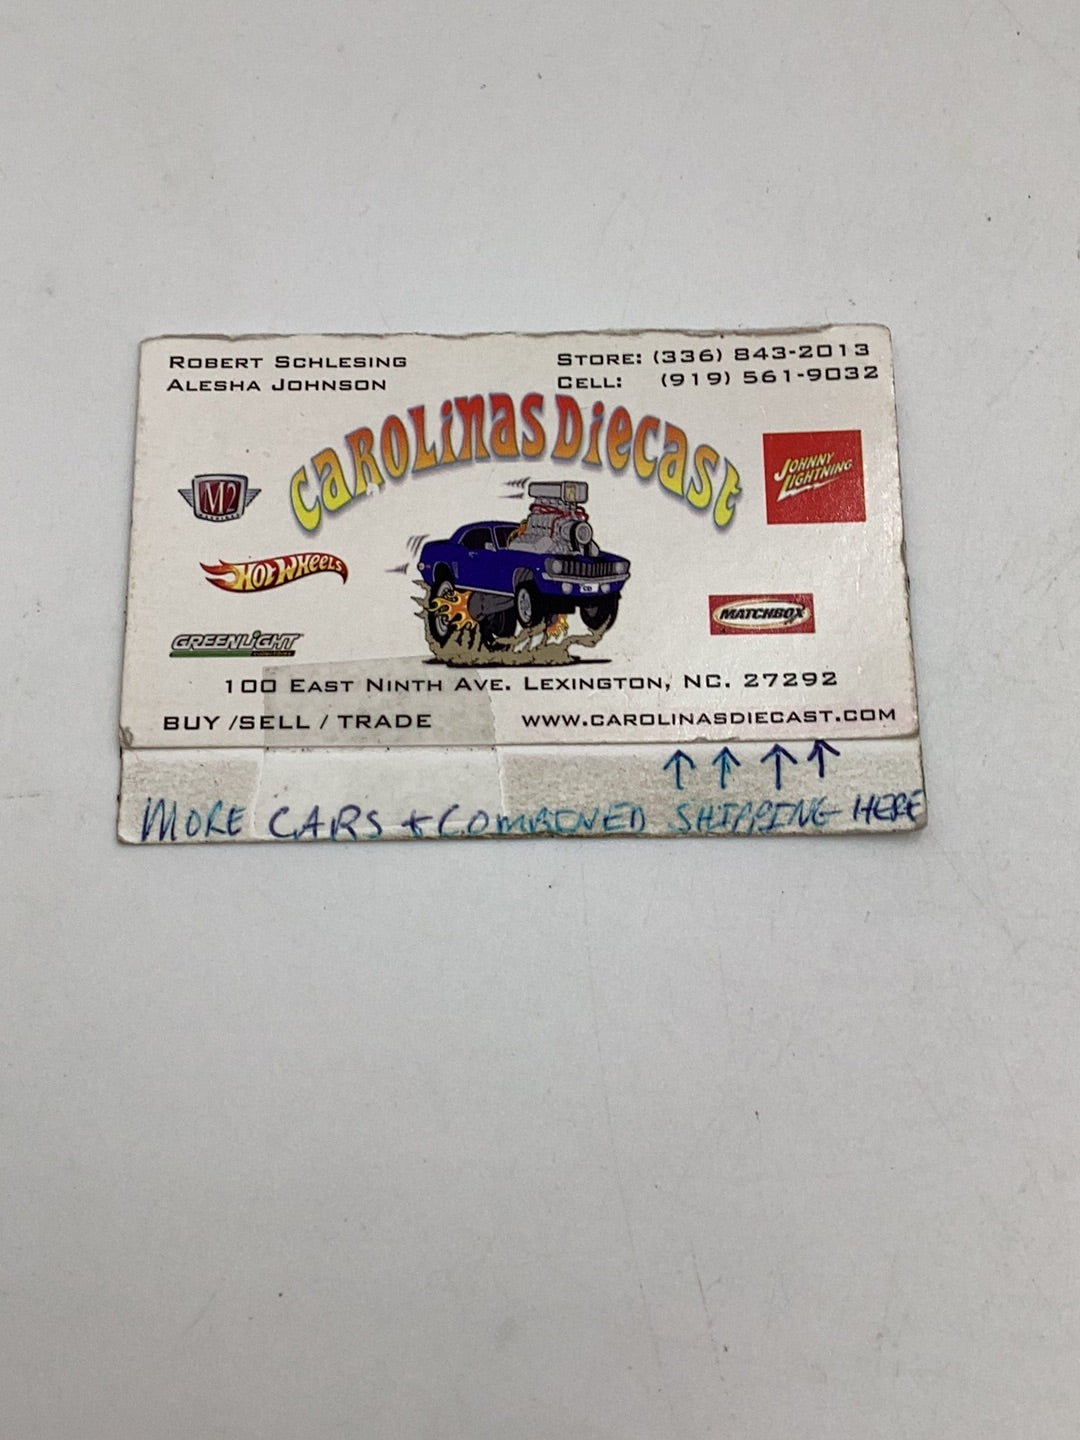 ROBERT SCHLESING
ALESHA JOHNSON
STORE: (336) 843-2013
CELL: (919) 561-9032
CAROLINAS DIECAST
M2
JOHNNY LIGHTNING
HOT WHEELS
MATCHBOX
GREENLIGHT
100 EAST NINTH AVE. LEXINGTON, NC. 27292
BUY /SELL / TRADE
WWW.CAROLINASDIECAST.COM
↑ ↑ ↑ ↑
MORE CARS & COMBINED SHIPPING HERE